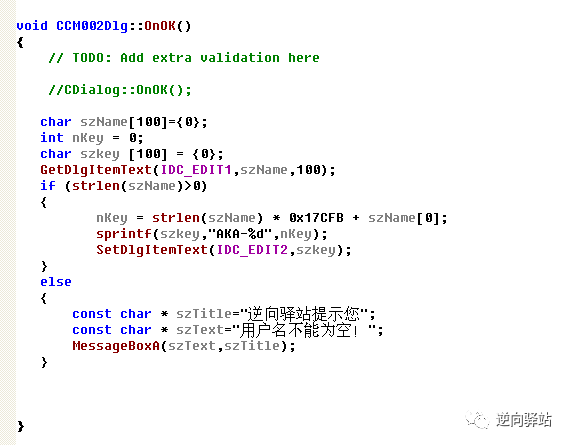 void CCM002Dlg::OnOK()
{
    // TODO: Add extra validation here
    //CDialog::OnOK();
   char szName[100]={0};
   int nKey = 0;
   char szkey [100] = {0};
   GetDlgItemText(IDC_EDIT1,szName,100);
   if (strlen(szName)>0)
   {
          nKey = strlen(szName) * 0x17CFB + szName[0];
          sprintf(szkey,"AKA-%d",nKey);
          SetDlgItemText(IDC_EDIT2,szkey);
   }
   else
   {
       const char * szTitle="逆向驿站提示您";
       const char * szText="用户名不能为空!";
       MessageBoxA(szText,szTitle);
   }
}
逆向驿站